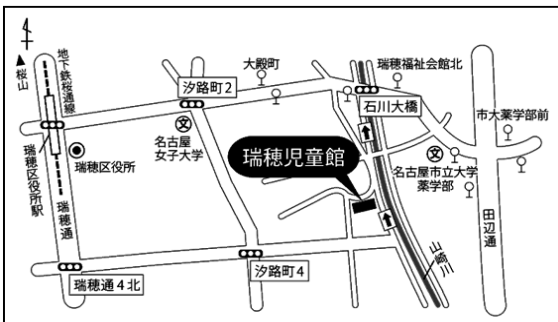 桜山
地下鉄桜通線
大殿町
瑞穂福祉会館北
汐路町2
石川大橋
市大薬学部前
瑞穂区役所駅
瑞穂区役所
文
名古屋
女子大学
瑞穂児童館
文
名古屋市立大学
薬学部
瑞穂通
田辺通
山崎川
瑞穂通4北
汐路町4